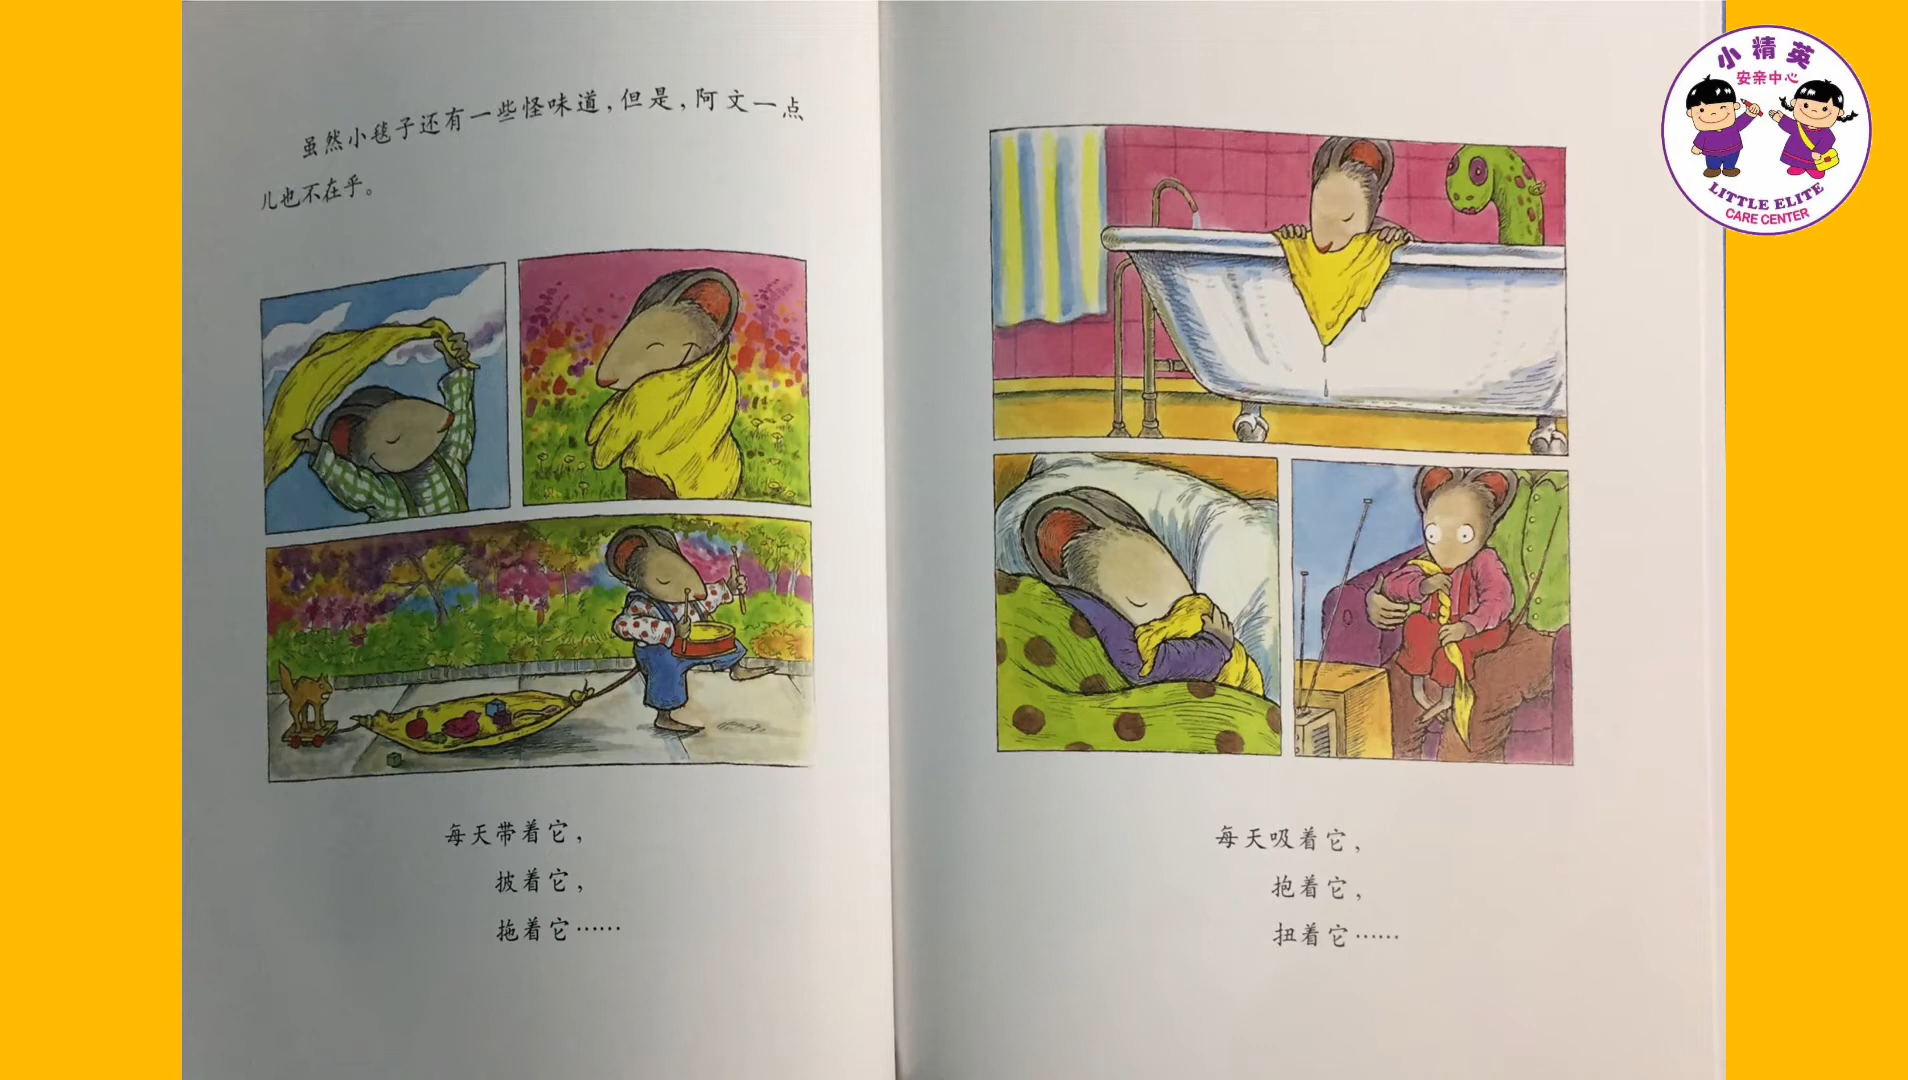 虽然小毯子还有一些怪味道，但是，阿文一点
儿也不在乎。
每天带着它，
披着它，
拖着它……
每天吸着它，
抱着它，
扭着它……
小精英
安亲中心
LITTLE ELITE
CARE CENTER